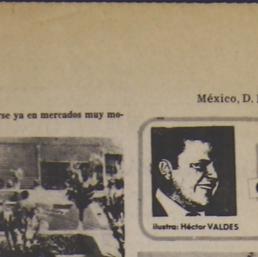 México, D.
rse ya en mercados muy mo-
ilustra: Héctor VALDES